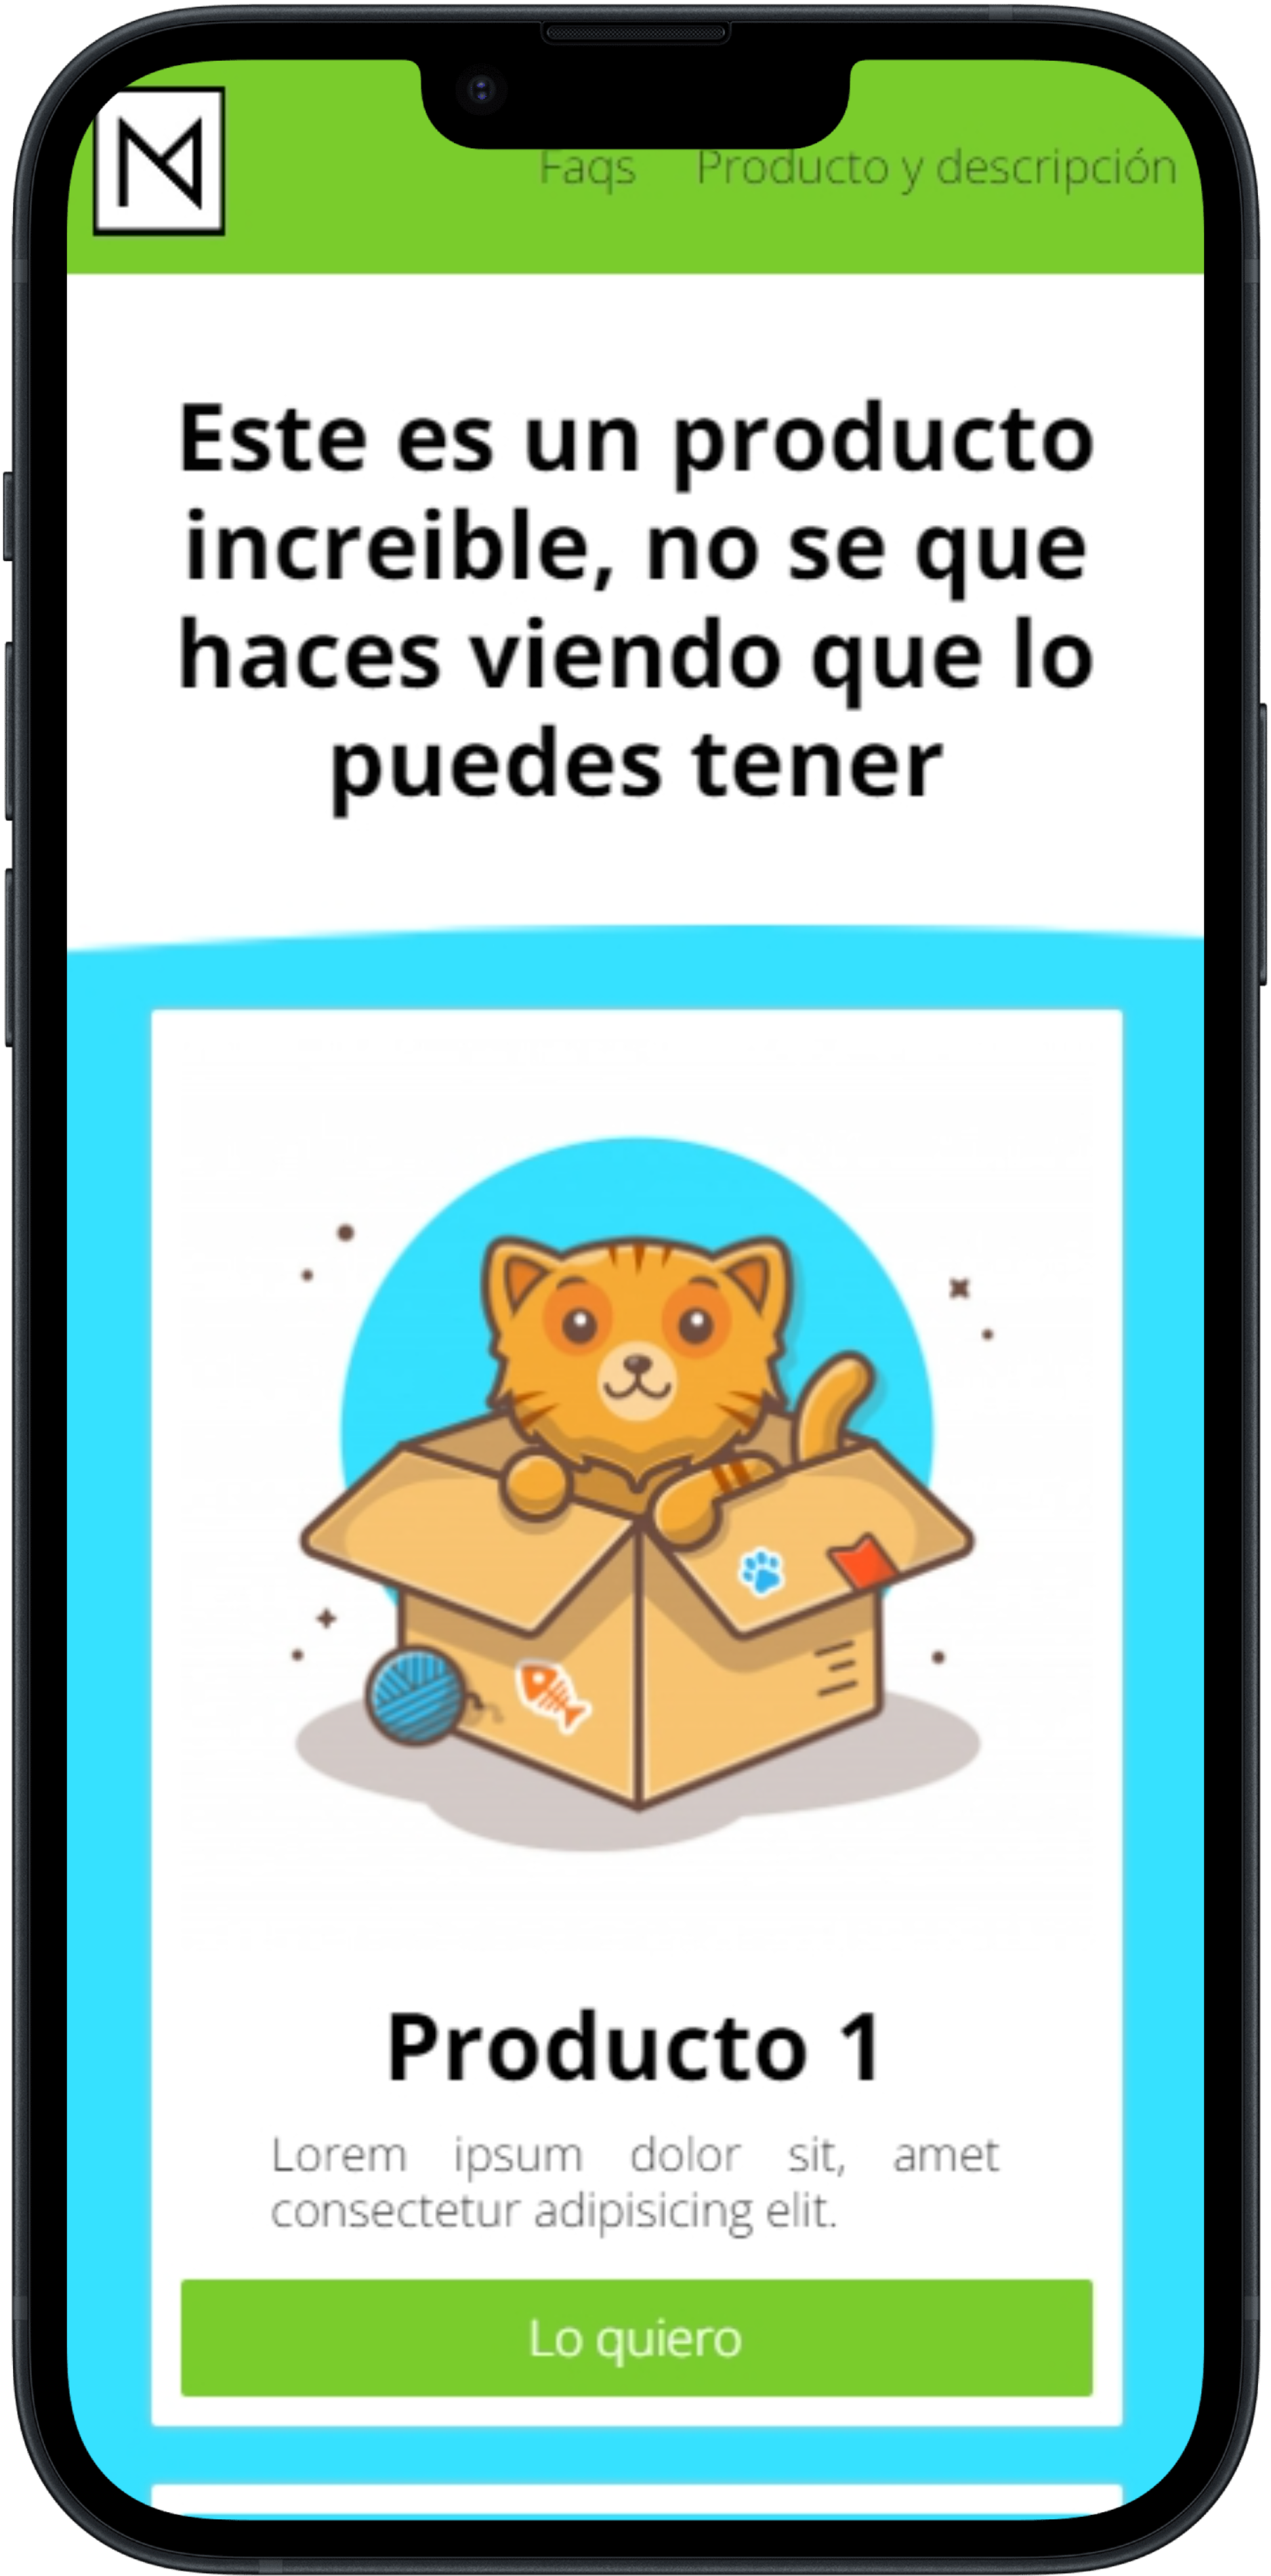 Faqs Producto y descripción
Este es un producto
increible, no se que
haces viendo que lo
puedes tener
Producto 1
Lorem ipsum dolor sit, amet
consectetur adipisicing elit.
Lo quiero